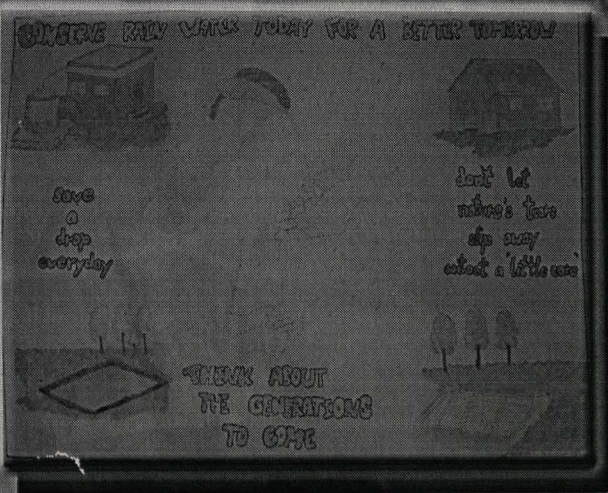 CONSERVE RAIN WATER TODAY FOR A BETTER TOMORROW
save
a
drop
everyday
dont let
nature's tears
slip away
without a 'little care'
THINK ABOUT
THE GENERATIONS
TO COME